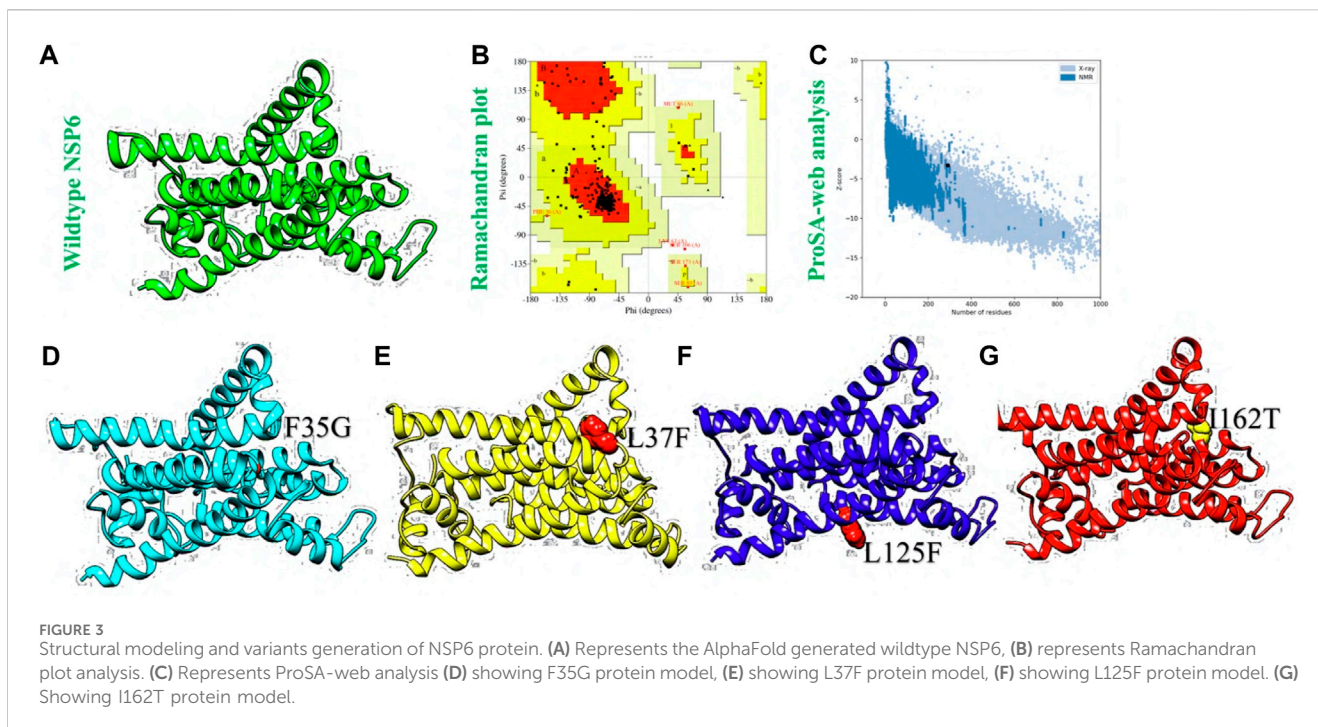 A
Wildtype NSP6
B
Ramachandran plot
Psi (degrees)
180
135
90
45
0
-45
-90
-135
-180 -135 -90 -45 0 45 90 135 180
Phi (degrees)
b
b
a
l
p
b
b
C
ProSA-web analysis
X-ray
NMR
Z-score
10
5
0
-5
-10
-15
-20
0 200 400 600 800 1000
Number of residues
D
F35G
E
L37F
F
L125F
G
I162T
FIGURE 3
Structural modeling and variants generation of NSP6 protein. (A) Represents the AlphaFold generated wildtype NSP6, (B) represents Ramachandran
plot analysis. (C) Represents ProSA-web analysis (D) showing F35G protein model, (E) showing L37F protein model, (F) showing L125F protein model. (G)
Showing I162T protein model.